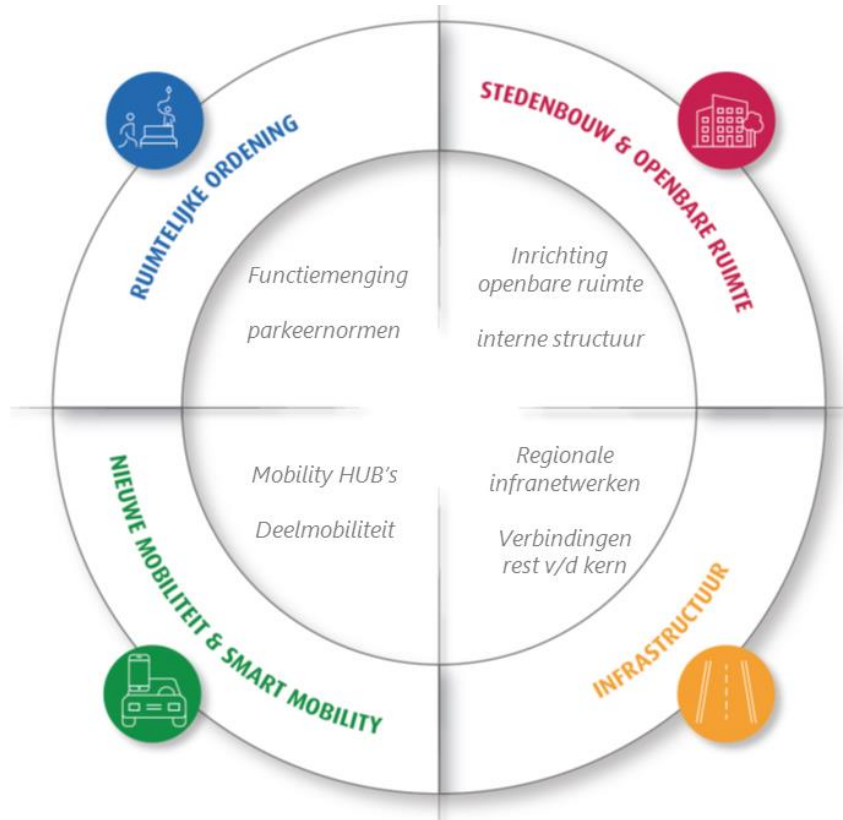 RUIMTELIJKE ORDENING
STEDENBOUW & OPENBARE RUIMTE
Functiemenging
parkeernormen
Inrichting
openbare ruimte
interne structuur
Mobility HUB's
Deelmobiliteit
Regionale
infranetwerken
Verbindingen
rest v/d kern
NIEUWE MOBILITEIT & SMART MOBILITY
INFRASTRUCTUUR